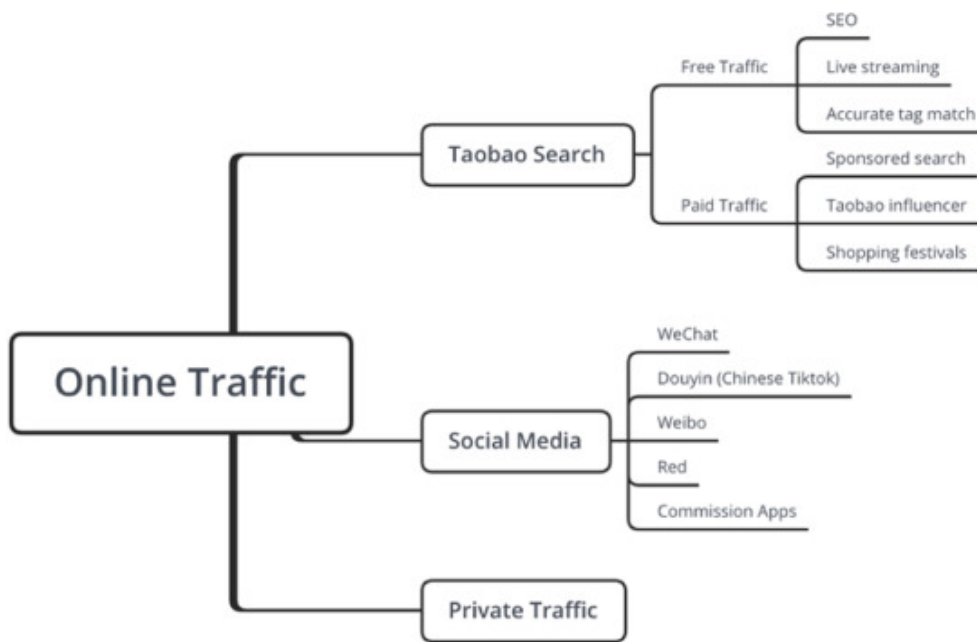 Online Traffic
Taobao Search
Free Traffic
SEO
Live streaming
Accurate tag match
Paid Traffic
Sponsored search
Taobao influencer
Shopping festivals
Social Media
WeChat
Douyin (Chinese Tiktok)
Weibo
Red
Commission Apps
Private Traffic